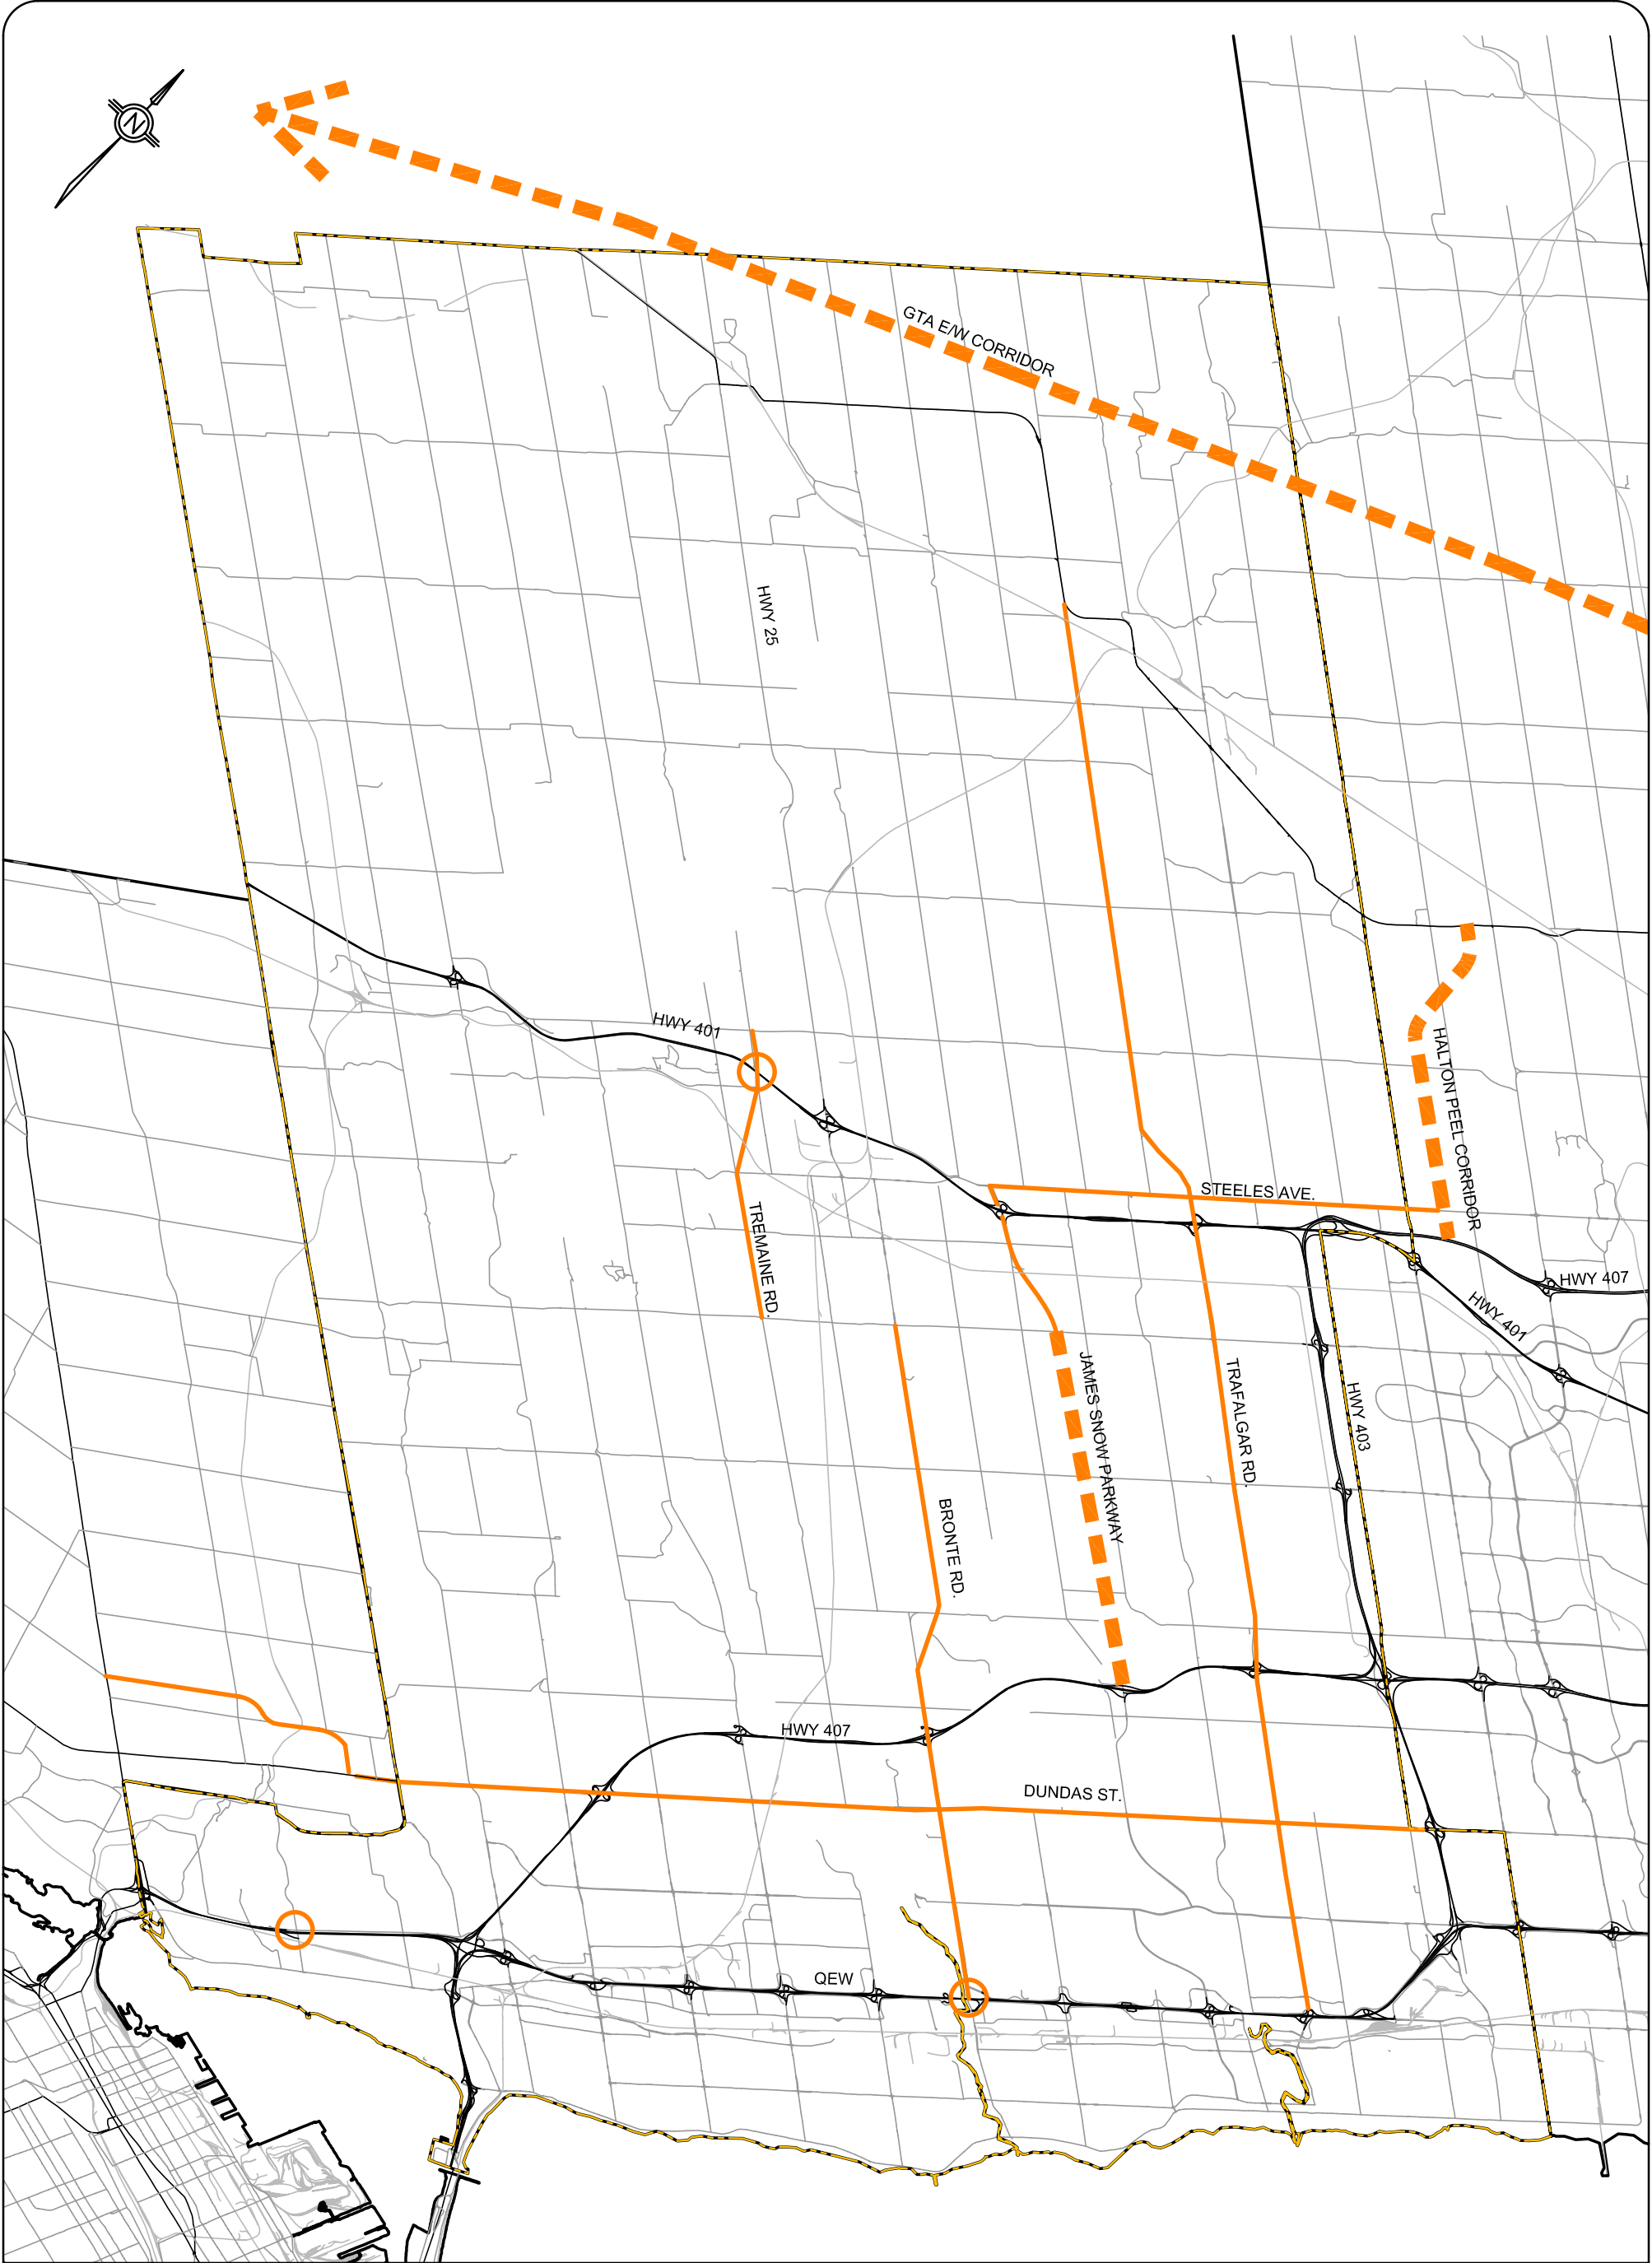 N
GTA E/W CORRIDOR
HWY 25
HWY 401
HALTON PEEL CORRIDOR
STEELES AVE.
TREMAINE RD.
HWY 407
HWY 401
JAMES SNOW PARKWAY
TRAFALGAR RD.
HWY 403
BRONTE RD.
HWY 407
DUNDAS ST.
QEW